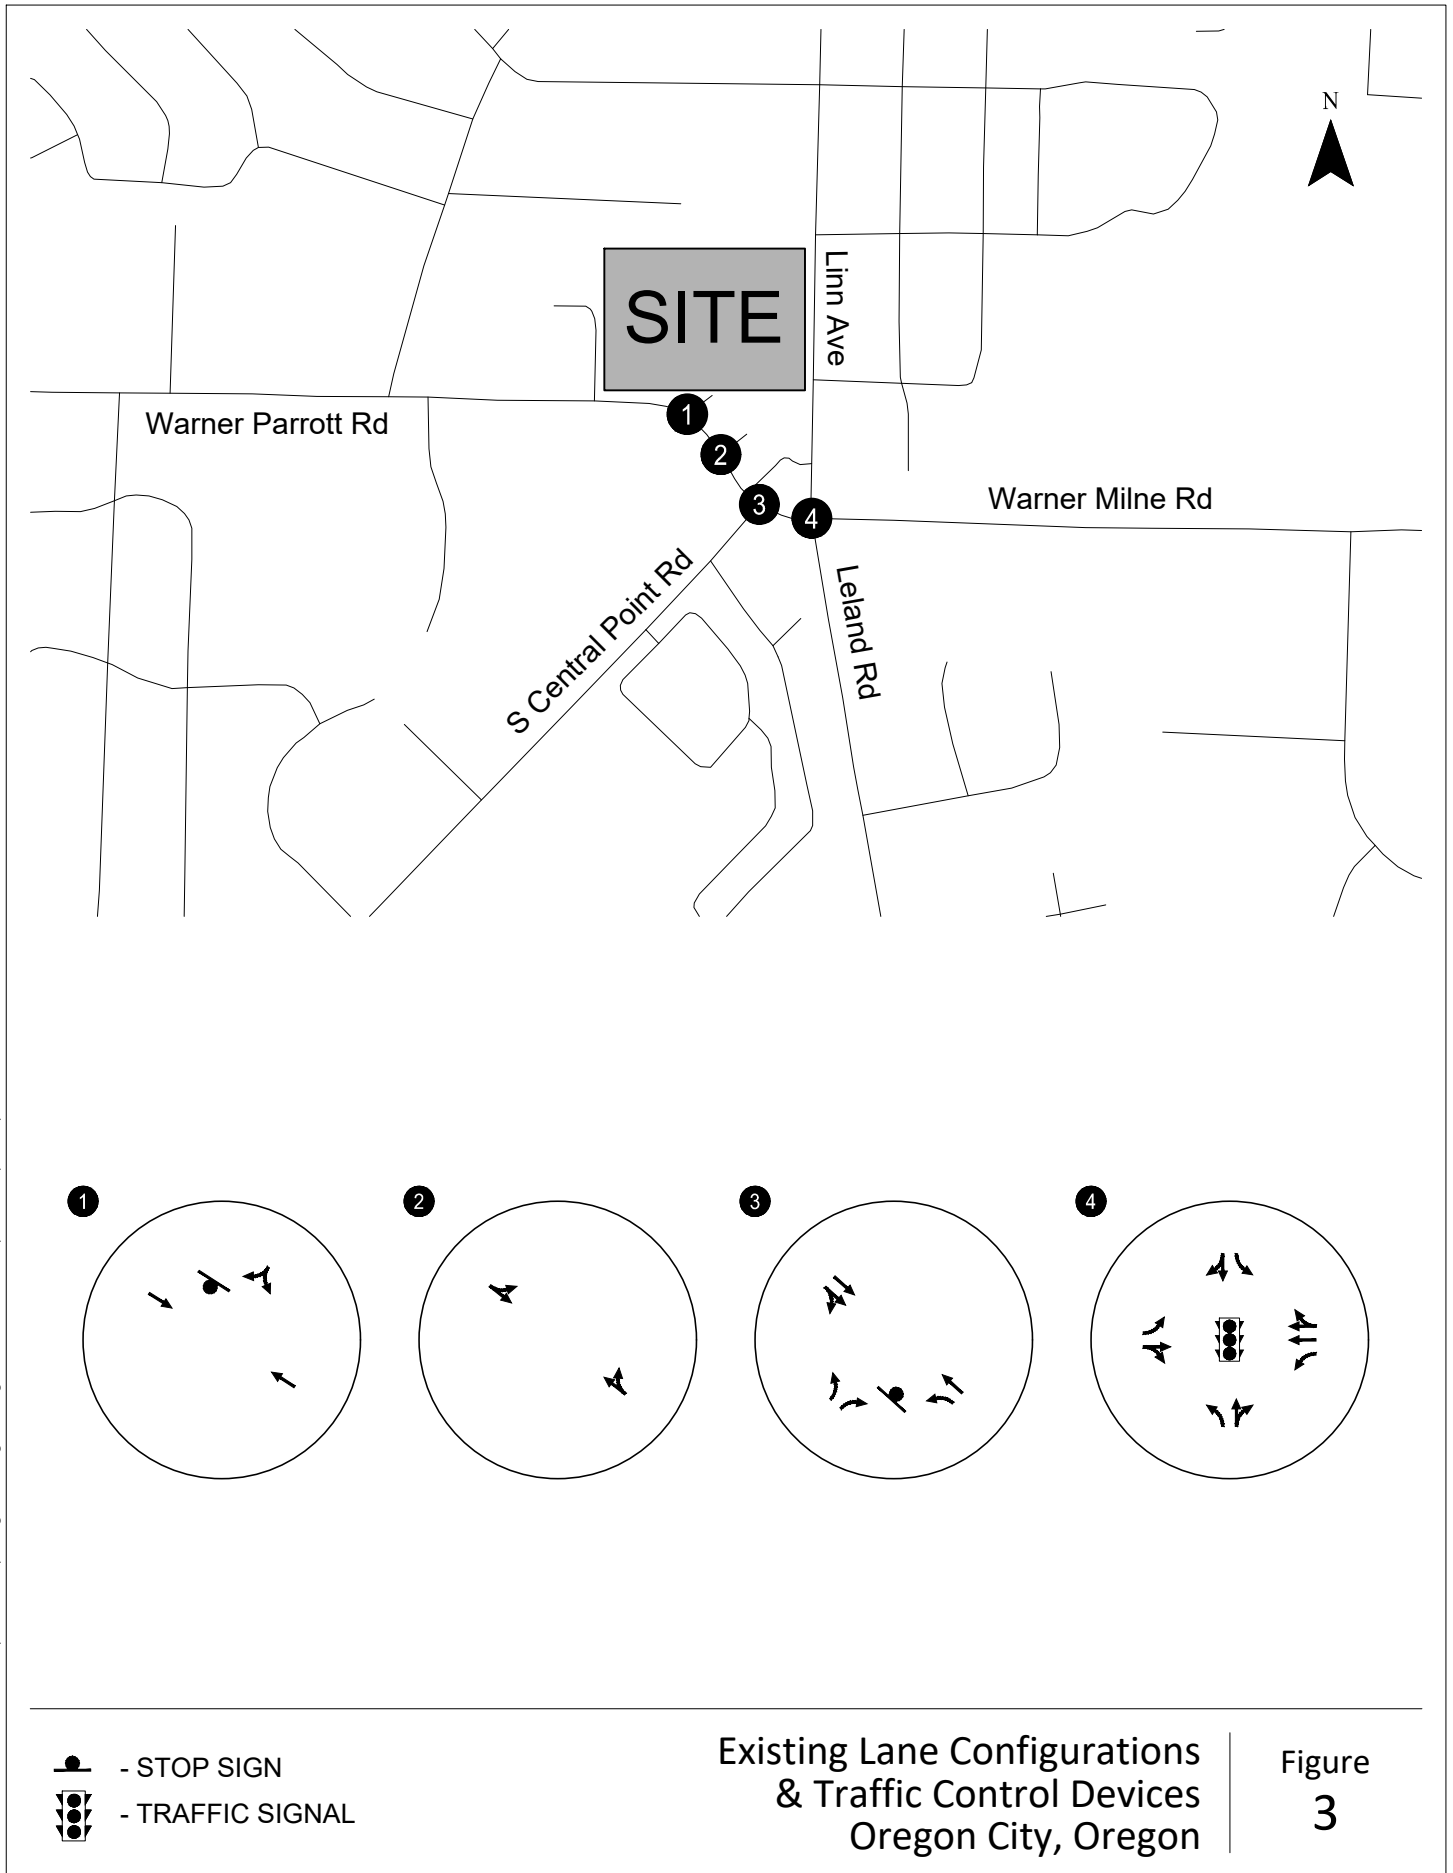 N
SITE
Linn Ave
Warner Parrott Rd
1
2
3
4
Warner Milne Rd
S Central Point Rd
Leland Rd
1
2
3
4
- STOP SIGN
- TRAFFIC SIGNAL
Existing Lane Configurations
& Traffic Control Devices
Oregon City, Oregon
Figure
3